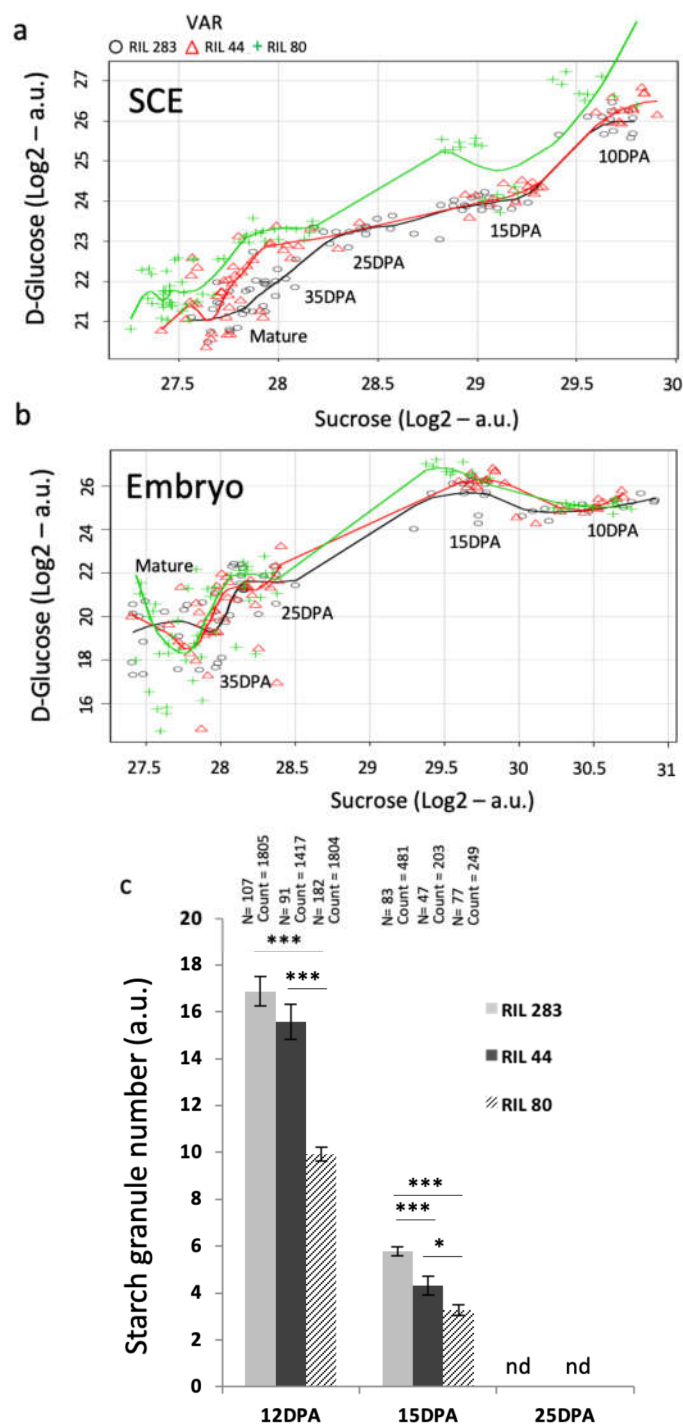 a
VAR
RIL 283 RIL 44 RIL 80
SCE
D-Glucose (Log2 – a.u.)
27
26
25
24
23
22
21
10DPA
15DPA
25DPA
35DPA
Mature
27.5 28 28.5 29 29.5 30
Sucrose (Log2 – a.u.)
b
Embryo
D-Glucose (Log2 – a.u.)
26
24
22
20
18
16
Mature
15DPA
10DPA
25DPA
35DPA
27.5 28 28.5 29 29.5 30 30.5 31
Sucrose (Log2 – a.u.)
c
N= 107
Count = 1805
N= 91
Count = 1417
N= 182
Count = 1804
N= 83
Count = 481
N= 47
Count = 203
N= 77
Count = 249
Starch granule number (a.u.)
20
18
16
14
12
10
8
6
4
2
0
***
***
***
***
*
RIL 283
RIL 44
RIL 80
nd nd
12DPA 15DPA 25DPA